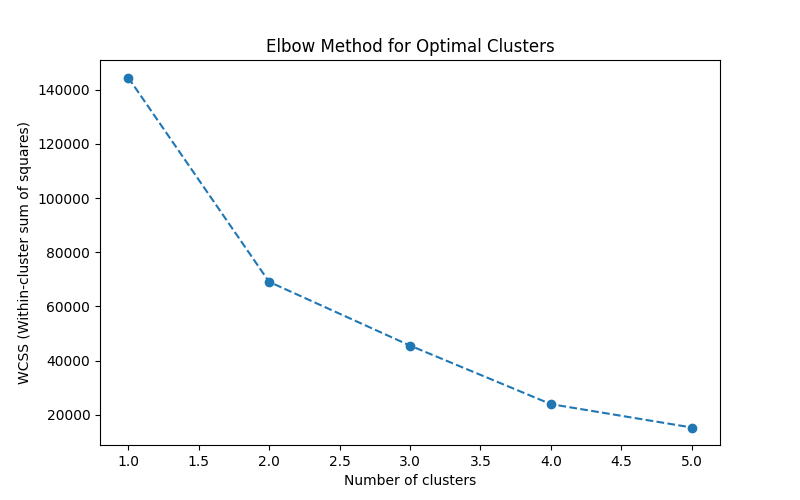 Elbow Method for Optimal Clusters
WCSS (Within-cluster sum of squares)
140000
120000
100000
80000
60000
40000
20000
1.0 1.5 2.0 2.5 3.0 3.5 4.0 4.5 5.0
Number of clusters